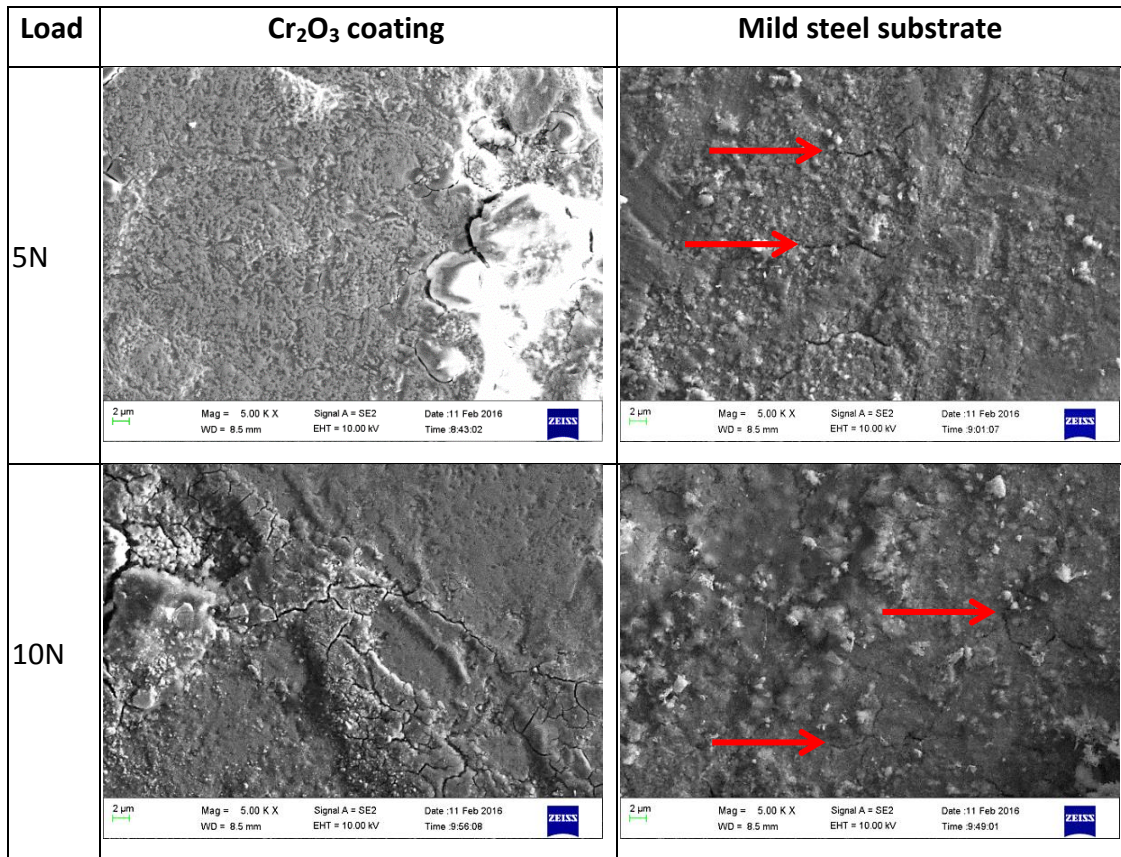 Load Cr₂O₃ coating Mild steel substrate
5N
2 µm Mag = 5.00 K X Signal A = SE2 Date :11 Feb 2016 ZEISS
WD = 8.5 mm EHT = 10.00 kV Time :8:43:02
2 µm Mag = 5.00 K X Signal A = SE2 Date :11 Feb 2016 ZEISS
WD = 8.5 mm EHT = 10.00 kV Time :9:01:07
10N
2 µm Mag = 5.00 K X Signal A = SE2 Date :11 Feb 2016 ZEISS
WD = 8.5 mm EHT = 10.00 kV Time :9:56:08
2 µm Mag = 5.00 K X Signal A = SE2 Date :11 Feb 2016 ZEISS
WD = 8.5 mm EHT = 10.00 kV Time :9:49:01